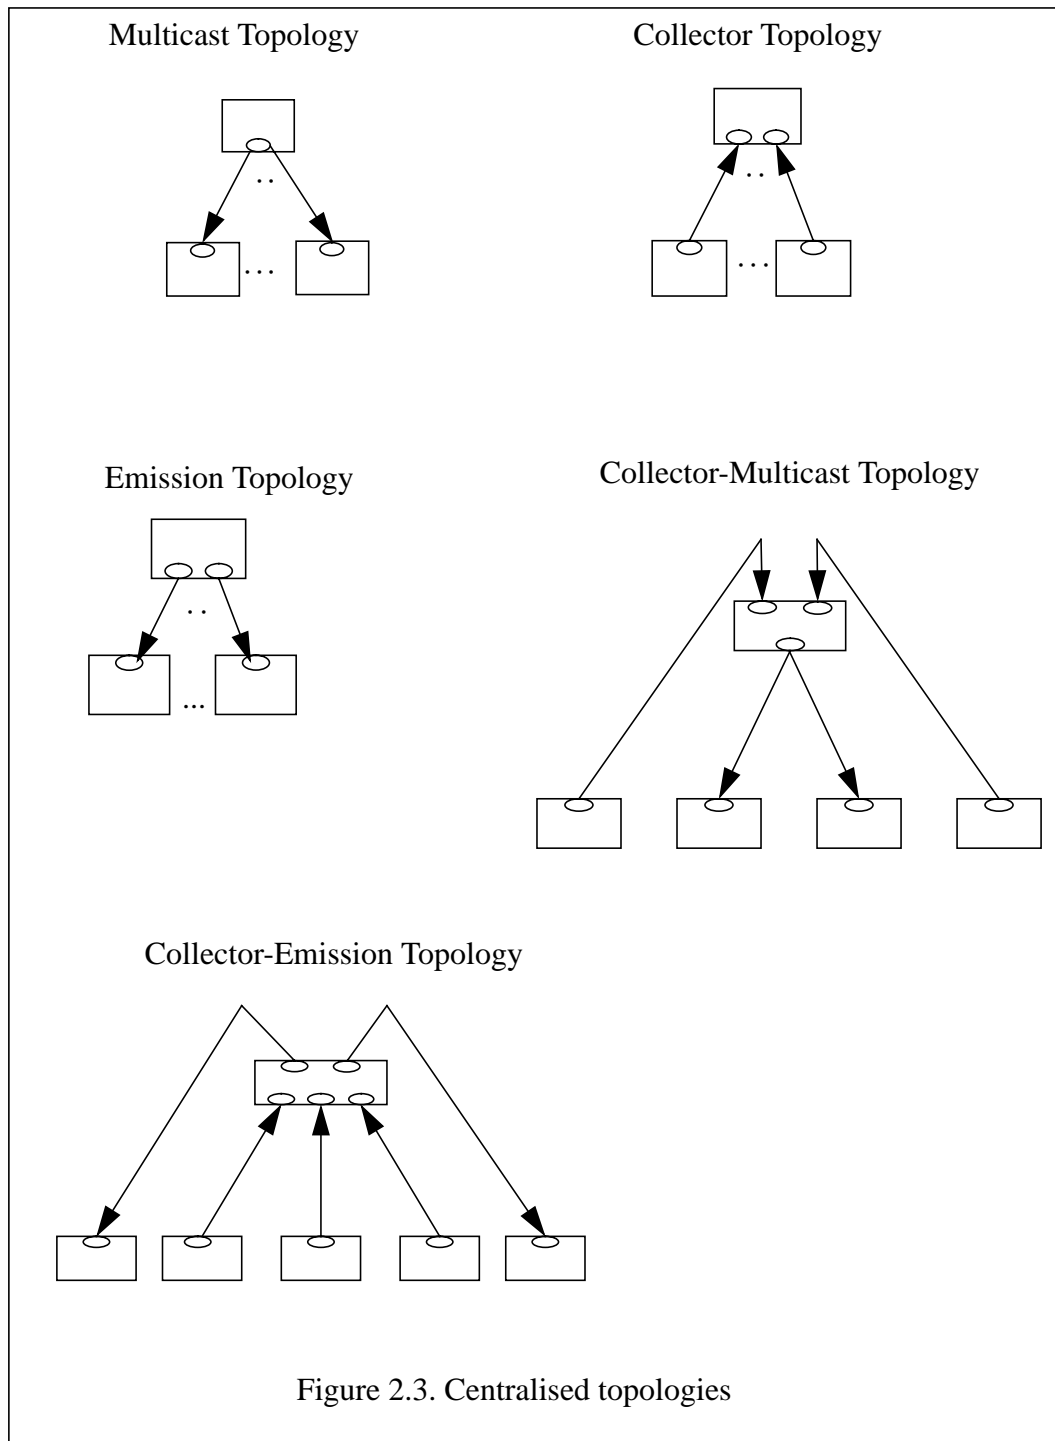 Multicast Topology
Collector Topology
. .
. .
. . .
. . .
Emission Topology
Collector-Multicast Topology
. .
...
Collector-Emission Topology
Figure 2.3. Centralised topologies